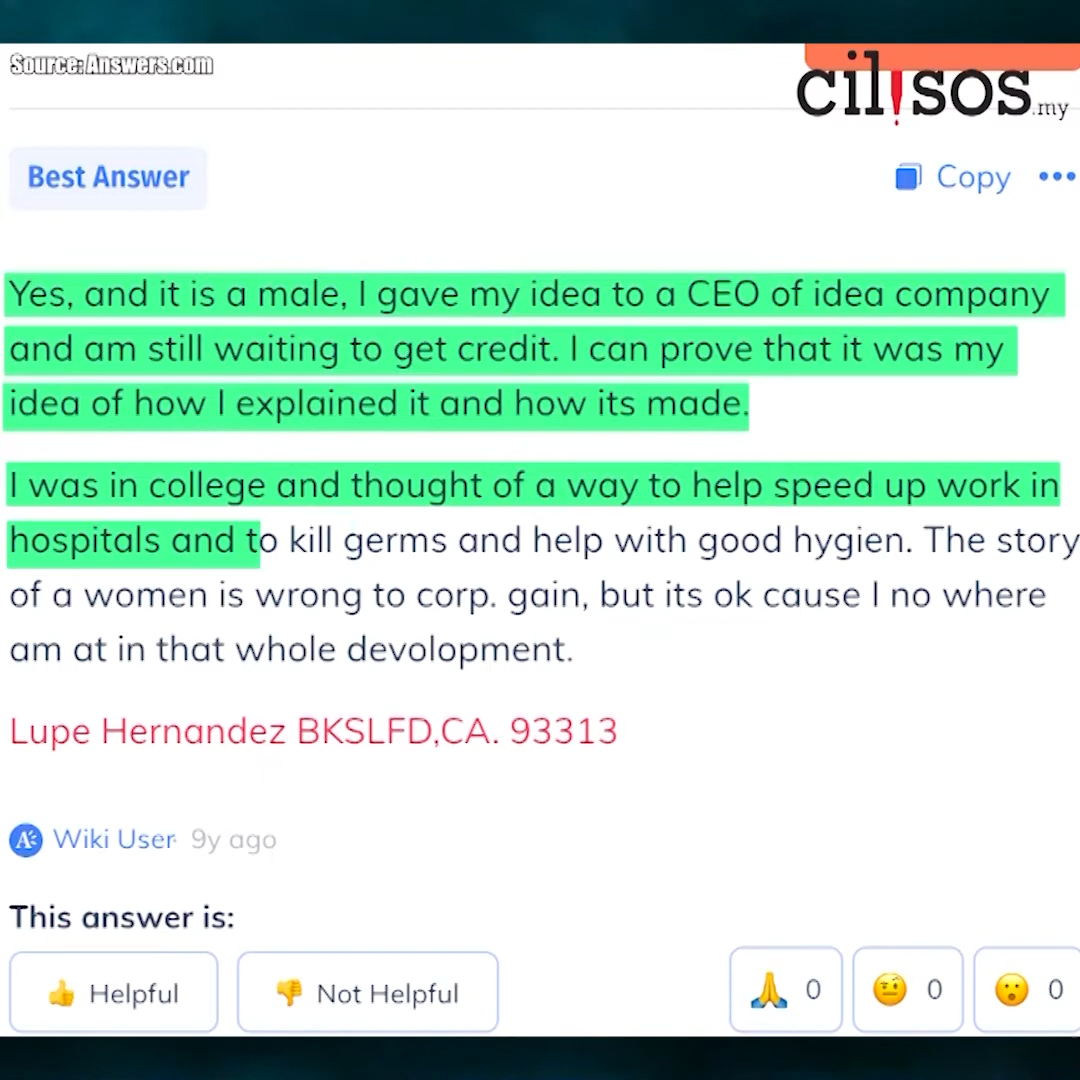 Source: Answers.com
cilisos.my
Best Answer
Copy
Yes, and it is a male, I gave my idea to a CEO of idea company
and am still waiting to get credit. I can prove that it was my
idea of how I explained it and how its made.
I was in college and thought of a way to help speed up work in
hospitals and to kill germs and help with good hygien. The story
of a women is wrong to corp. gain, but its ok cause I no where
am at in that whole devolopment.
Lupe Hernandez BKSLFD,CA. 93313
Wiki User 9y ago
This answer is:
Helpful
Not Helpful
0
0
0